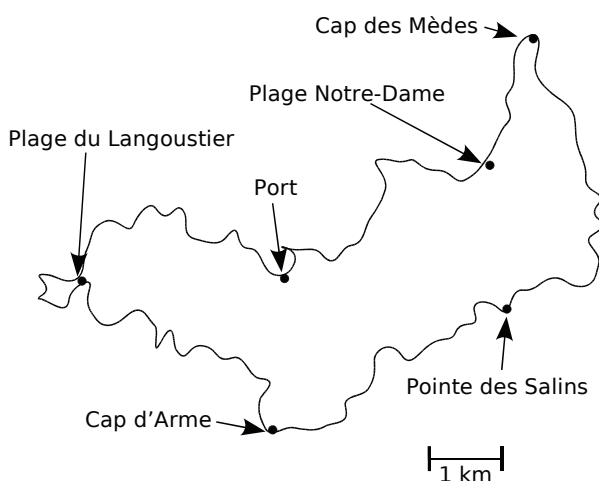 Cap des Mèdes
Plage Notre-Dame
Plage du Langoustier
Port
Pointe des Salins
Cap d'Arme
1 km